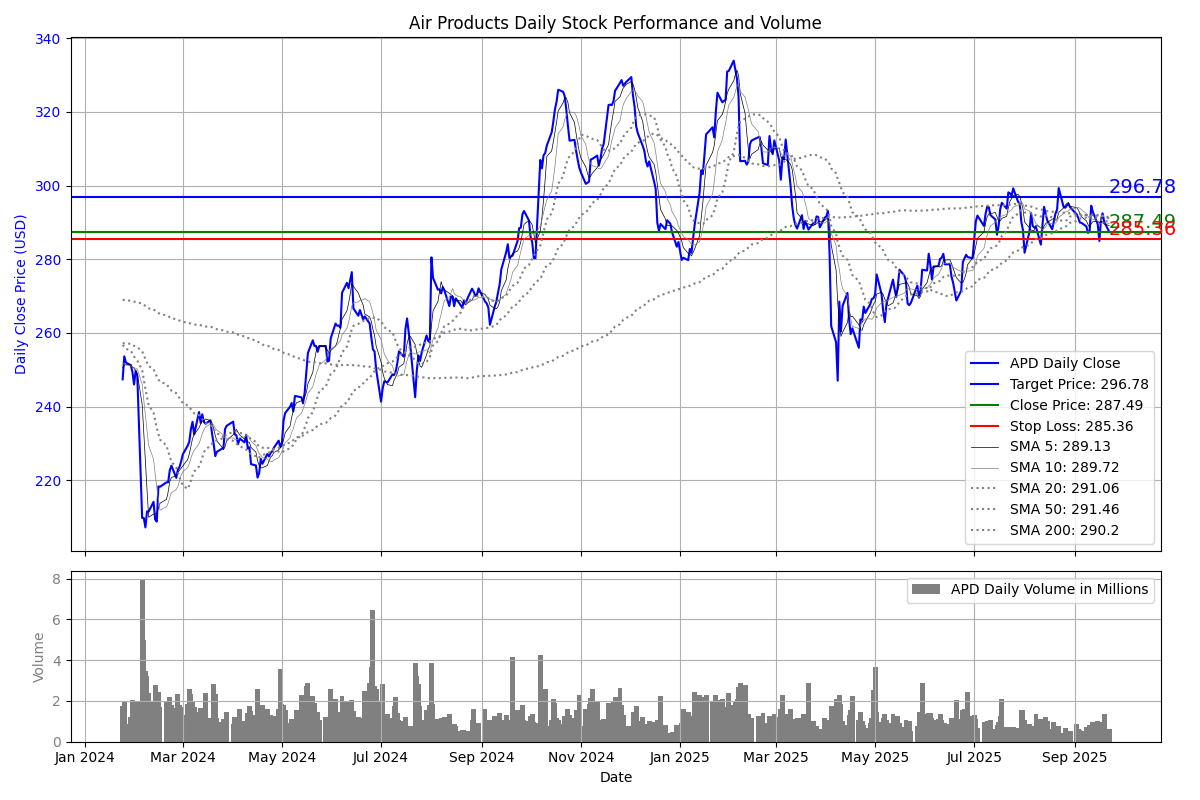 Air Products Daily Stock Performance and Volume
Daily Close Price (USD)
340
320
300
280
260
240
220
296.78
287.49
285.36
APD Daily Close
Target Price: 296.78
Close Price: 287.49
Stop Loss: 285.36
SMA 5: 289.13
SMA 10: 289.72
SMA 20: 291.06
SMA 50: 291.46
SMA 200: 290.2
Volume
8
6
4
2
0
APD Daily Volume in Millions
Jan 2024 Mar 2024 May 2024 Jul 2024 Sep 2024 Nov 2024 Jan 2025 Mar 2025 May 2025 Jul 2025 Sep 2025
Date